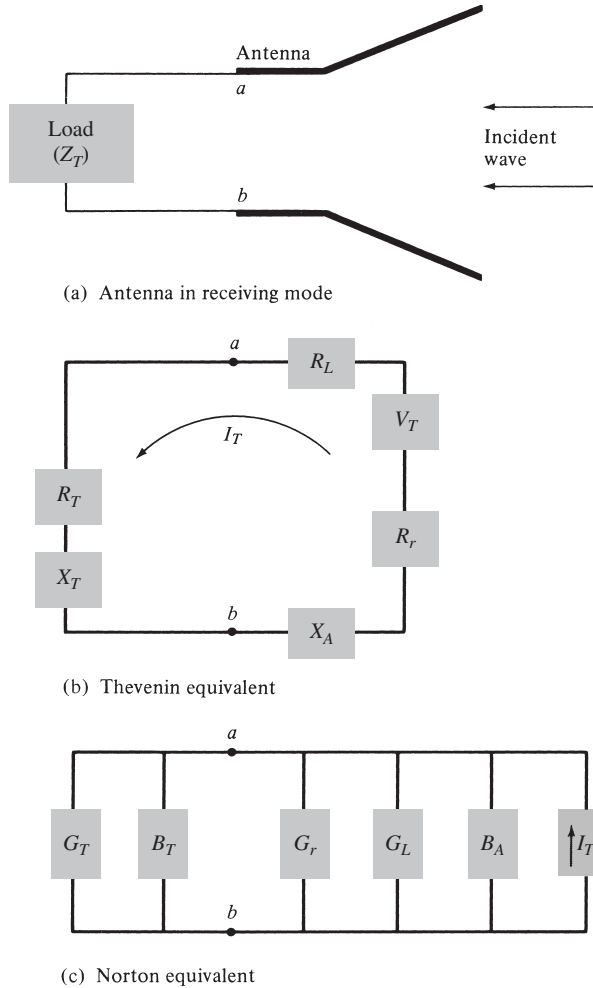 Antenna
a
Load
(Z_T)
Incident
wave
b
(a) Antenna in receiving mode
a
R_L
V_T
I_T
R_T
R_r
X_T
b
X_A
(b) Thevenin equivalent
a
G_T B_T G_r G_L B_A I_T
b
(c) Norton equivalent